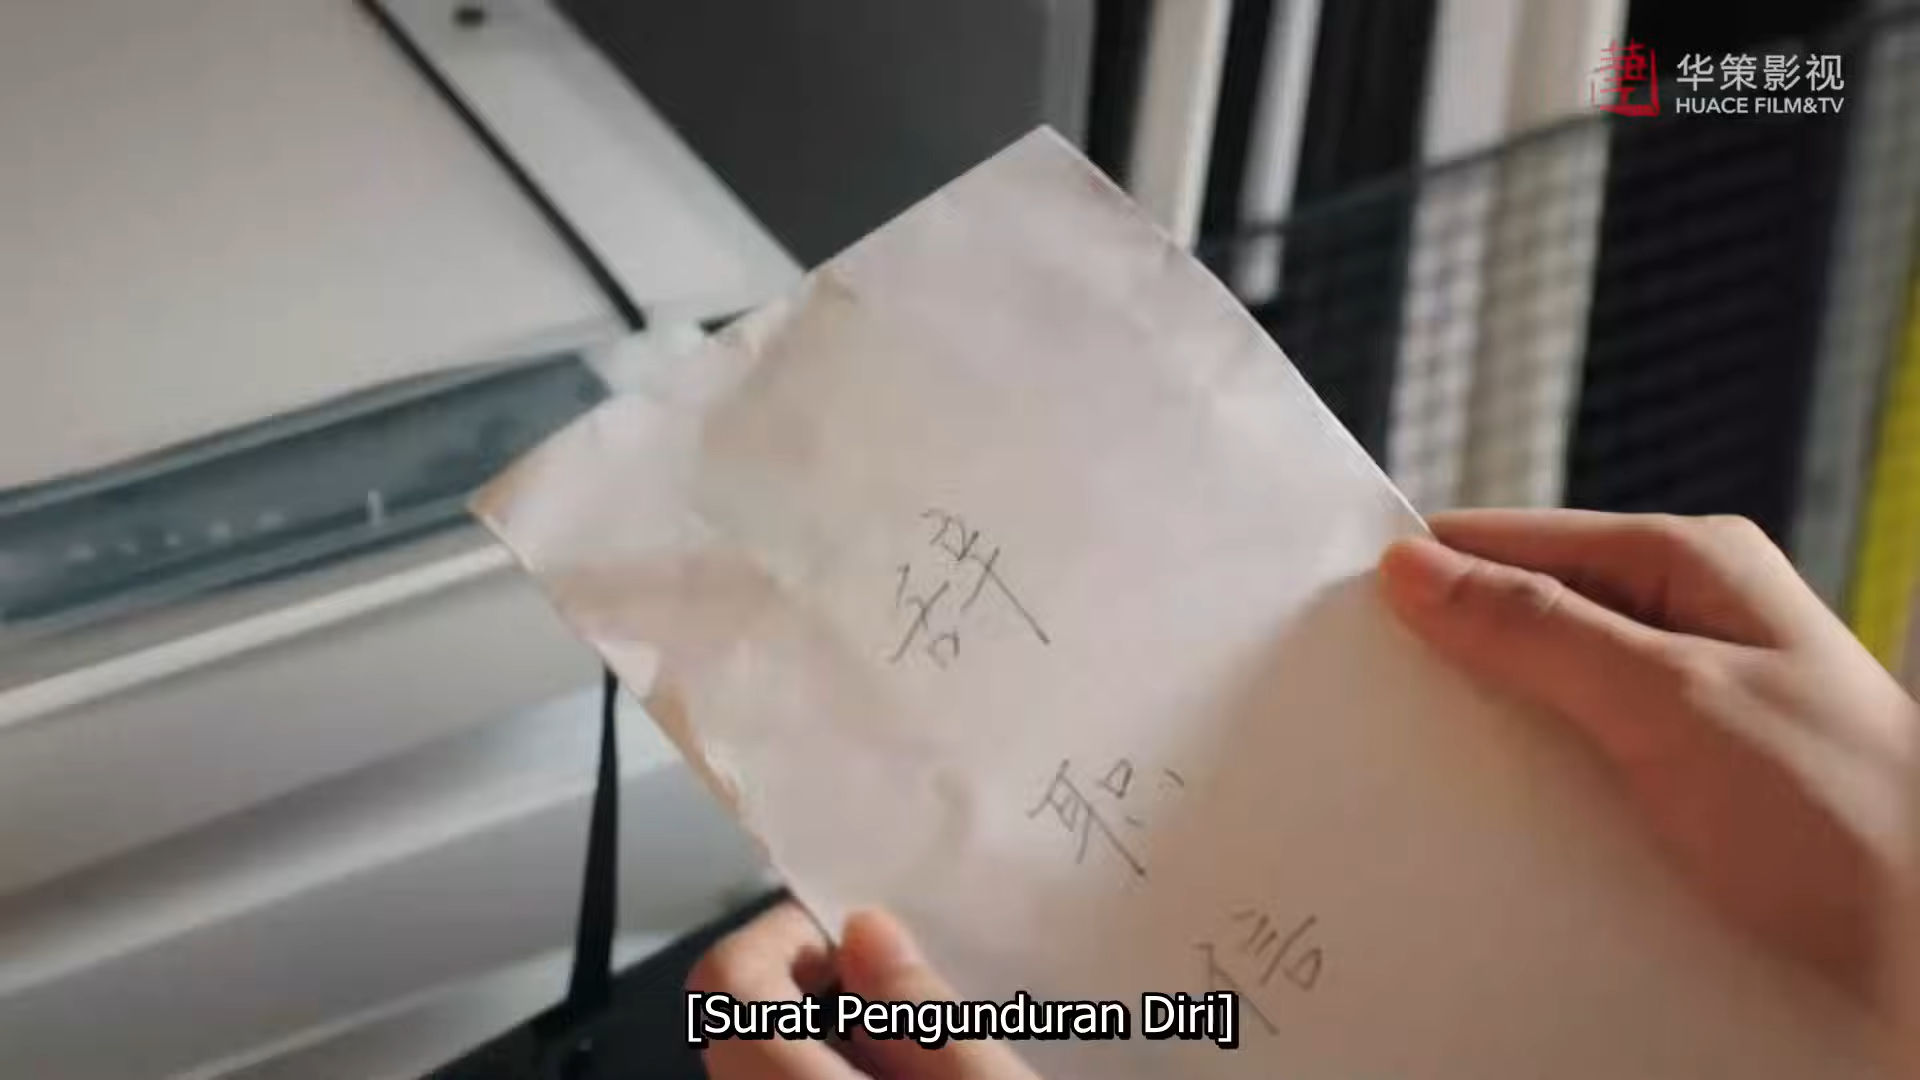 华策影视
HUACE FILM&TV
辞
职
信
[Surat Pengunduran Diri]